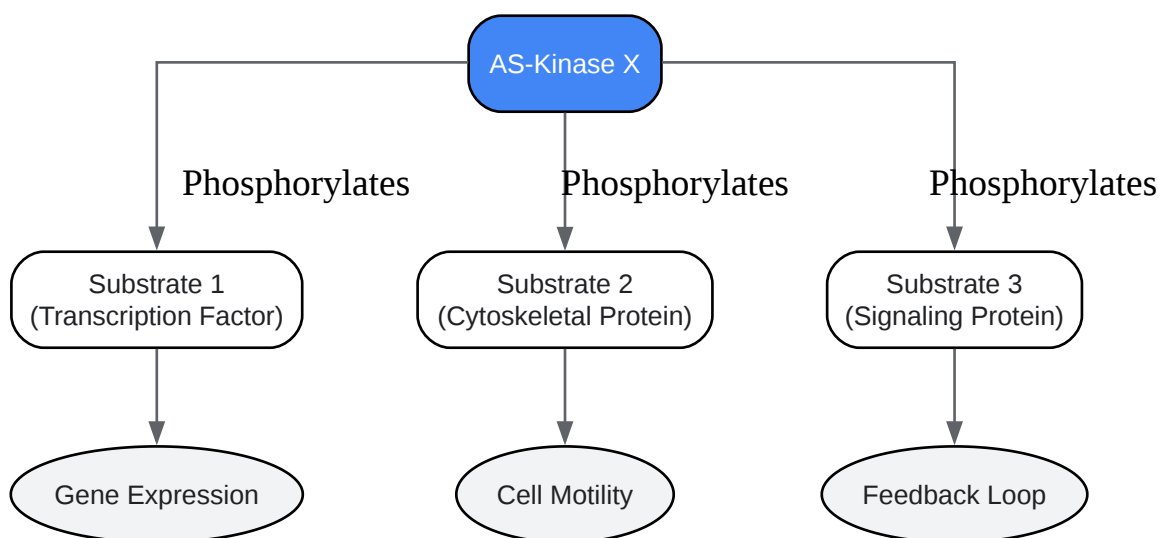 AS-Kinase X
Phosphorylates
Phosphorylates
Phosphorylates
Substrate 1
(Transcription Factor)
Substrate 2
(Cytoskeletal Protein)
Substrate 3
(Signaling Protein)
Gene Expression
Cell Motility
Feedback Loop